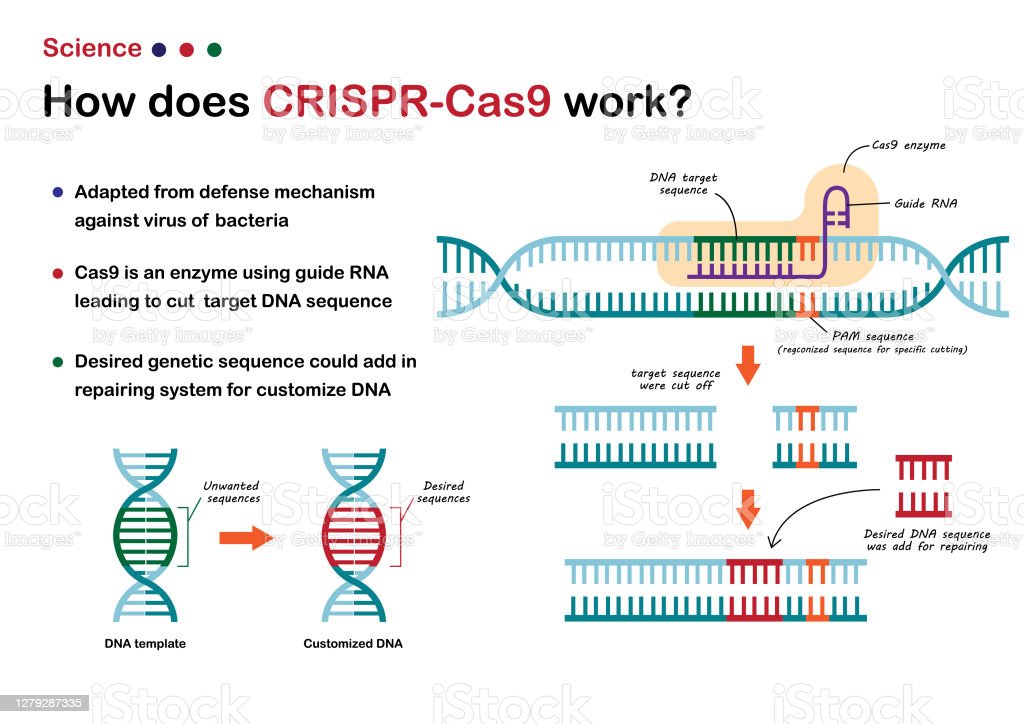 Science
How does CRISPR-Cas9 work?
Adapted from defense mechanism
against virus of bacteria
Cas9 is an enzyme using guide RNA
leading to cut target DNA sequence
Desired genetic sequence could add in
repairing system for customize DNA
Cas9 enzyme
DNA target
sequence
Guide RNA
PAM sequence
(regconized sequence for specific cutting)
target sequence
were cut off
Desired DNA sequence
was add for repairing
Unwanted
sequences
Desired
sequences
DNA template
Customized DNA
iStock
by Getty Images™
1279287335